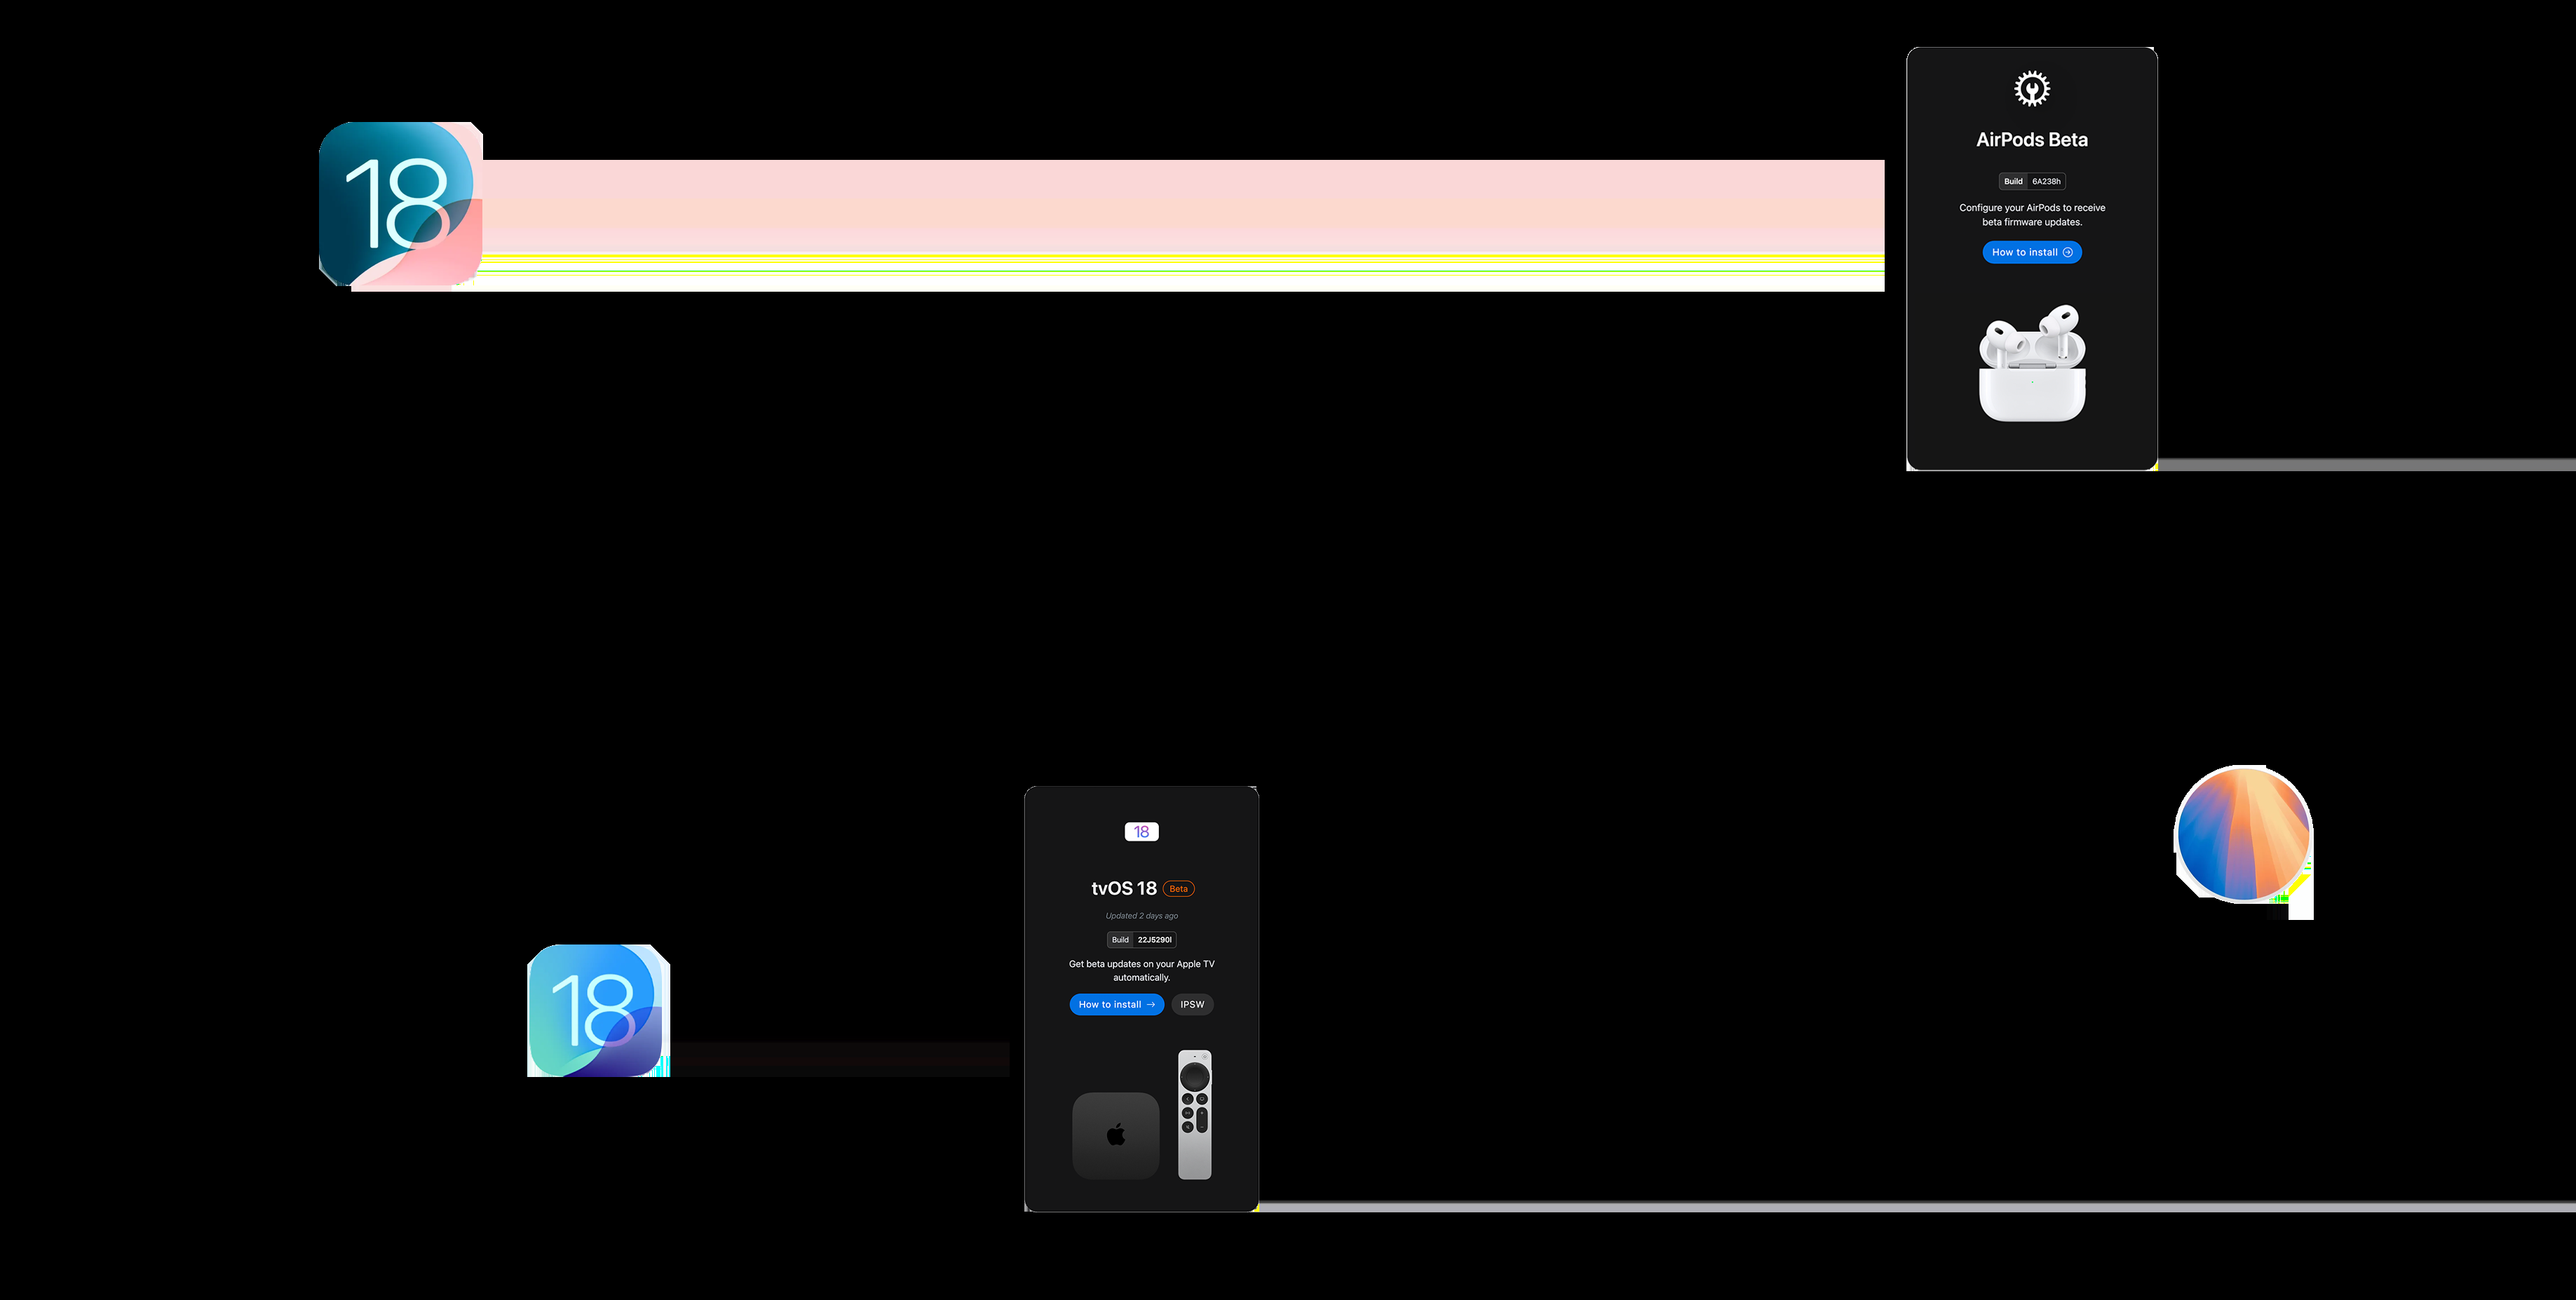 18
AirPods Beta
Build 6A238h
Configure your AirPods to receive
beta firmware updates.
How to install
18
18
tvOS 18 Beta
Updated 2 days ago
Build 22J5290l
Get beta updates on your Apple TV
automatically.
How to install → IPSW